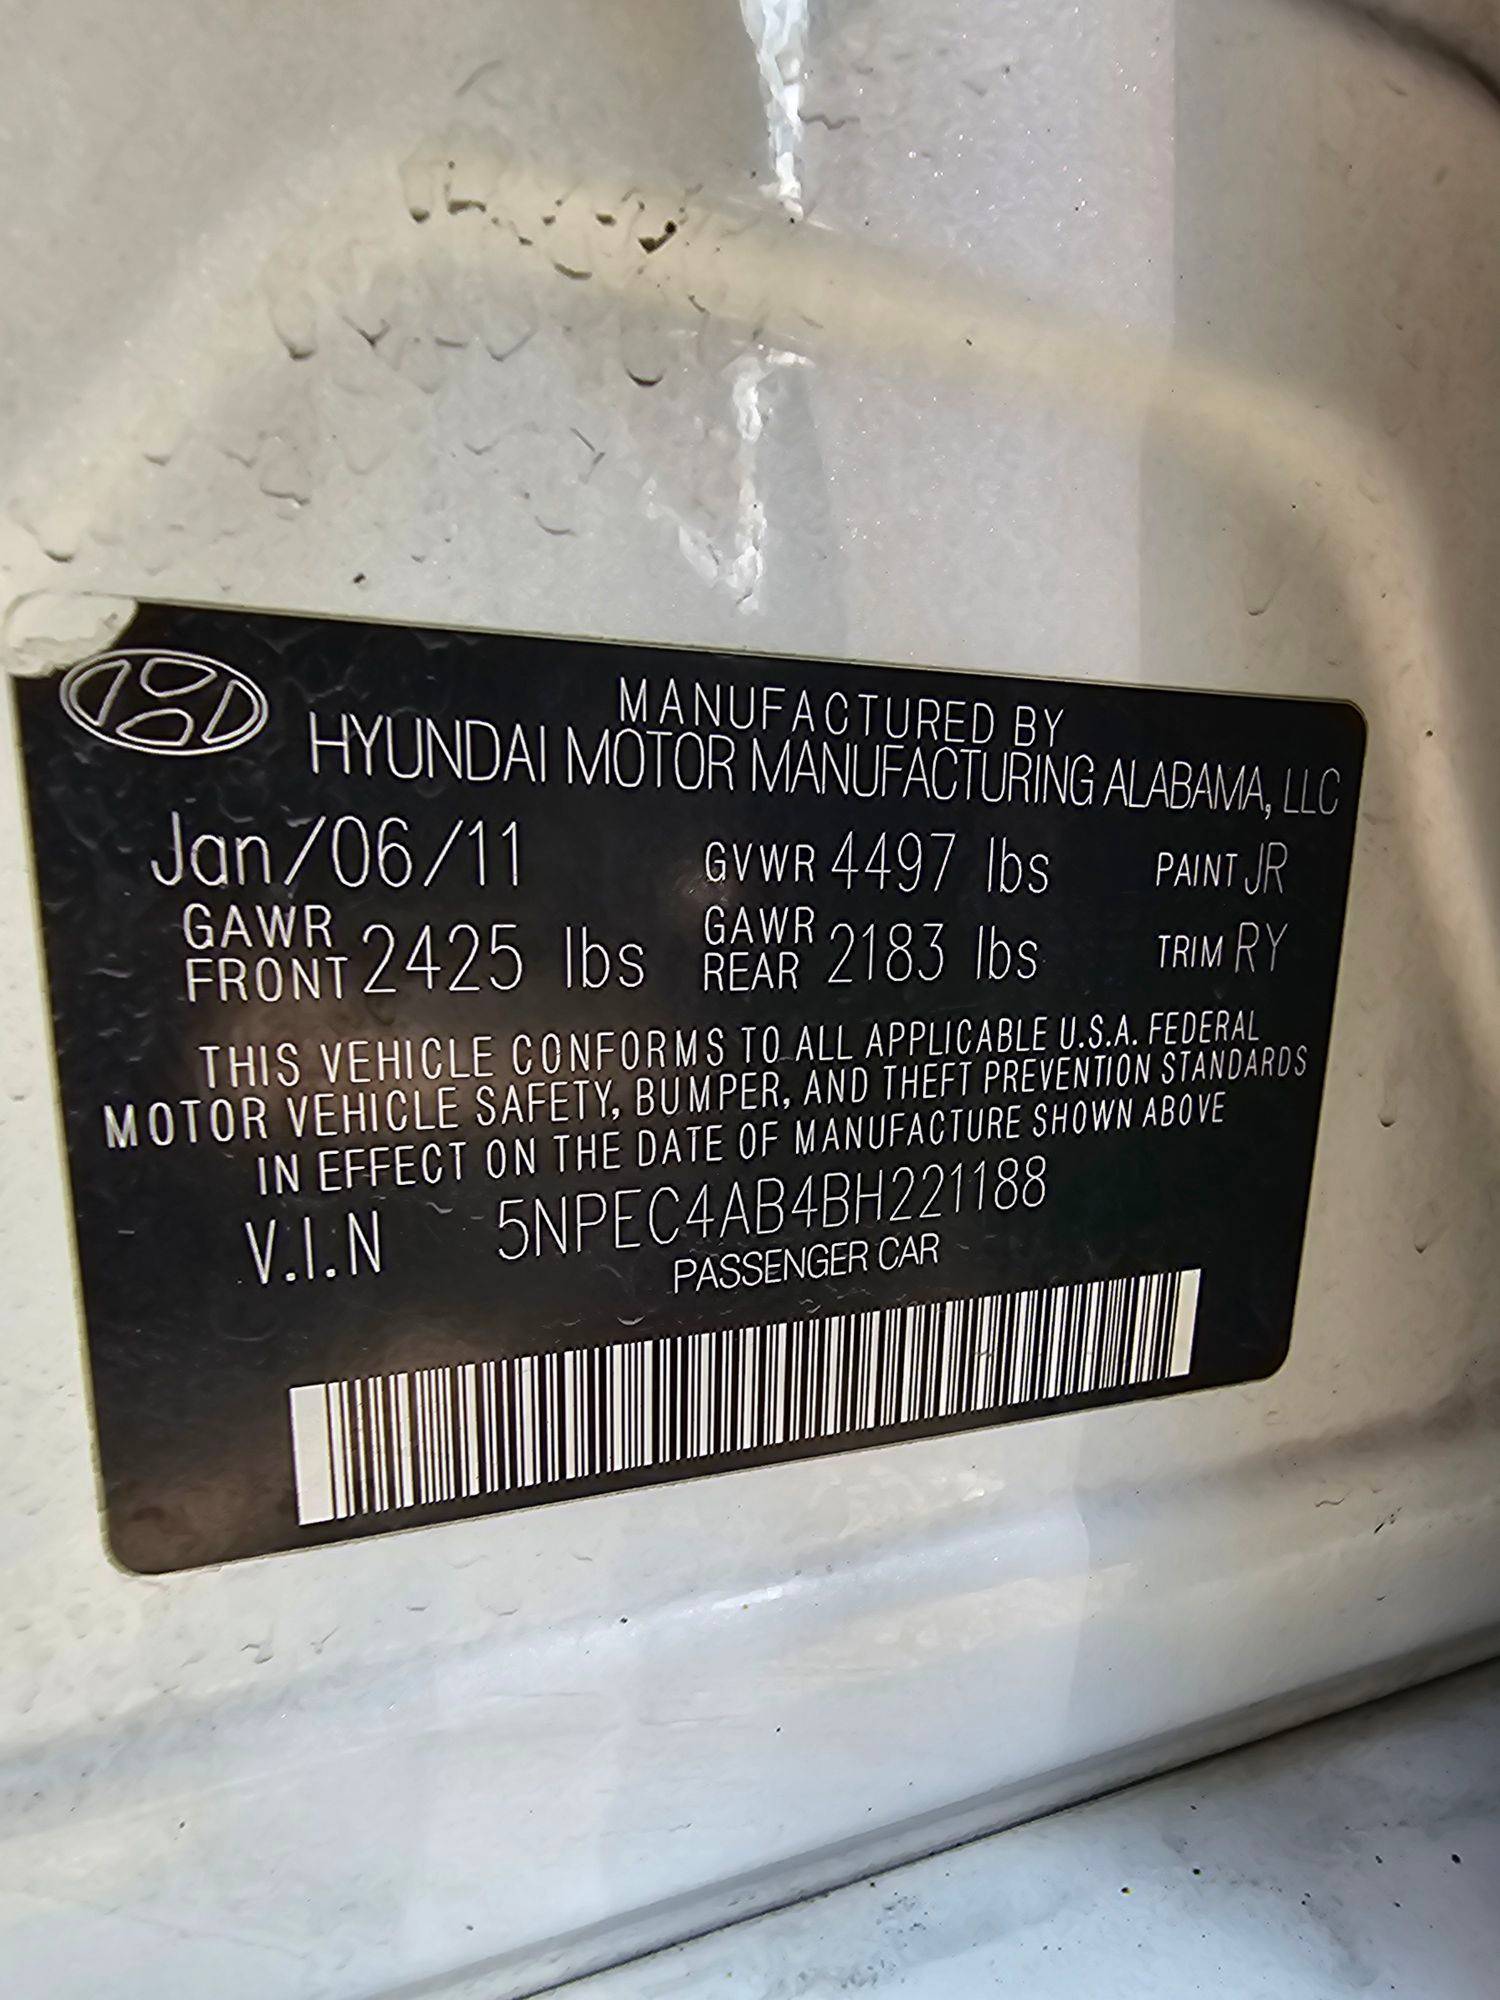 MANUFACTURED BY
HYUNDAI MOTOR MANUFACTURING ALABAMA, LLC
Jan/06/11 GVWR 4497 lbs PAINT JR
GAWR FRONT 2425 lbs GAWR REAR 2183 lbs TRIM RY
THIS VEHICLE CONFORMS TO ALL APPLICABLE U.S.A. FEDERAL
MOTOR VEHICLE SAFETY, BUMPER, AND THEFT PREVENTION STANDARDS
IN EFFECT ON THE DATE OF MANUFACTURE SHOWN ABOVE
V.I.N 5NPEC4AB4BH221188
PASSENGER CAR